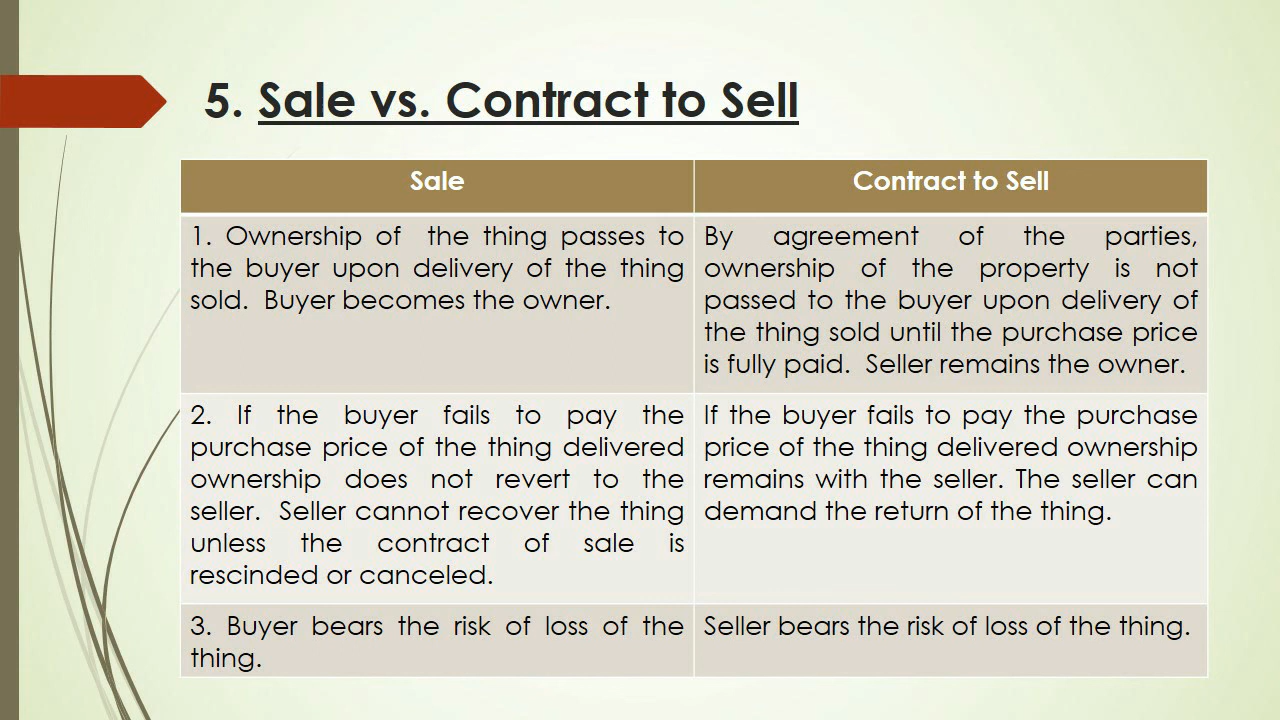 5. Sale vs. Contract to Sell
Sale
Contract to Sell
1. Ownership of the thing passes to
the buyer upon delivery of the thing
sold. Buyer becomes the owner.
By agreement of the parties,
ownership of the property is not
passed to the buyer upon delivery of
the thing sold until the purchase price
is fully paid. Seller remains the owner.
2. If the buyer fails to pay the
purchase price of the thing delivered
ownership does not revert to the
seller. Seller cannot recover the thing
unless the contract of sale is
rescinded or canceled.
If the buyer fails to pay the purchase
price of the thing delivered ownership
remains with the seller. The seller can
demand the return of the thing.
3. Buyer bears the risk of loss of the
thing.
Seller bears the risk of loss of the thing.